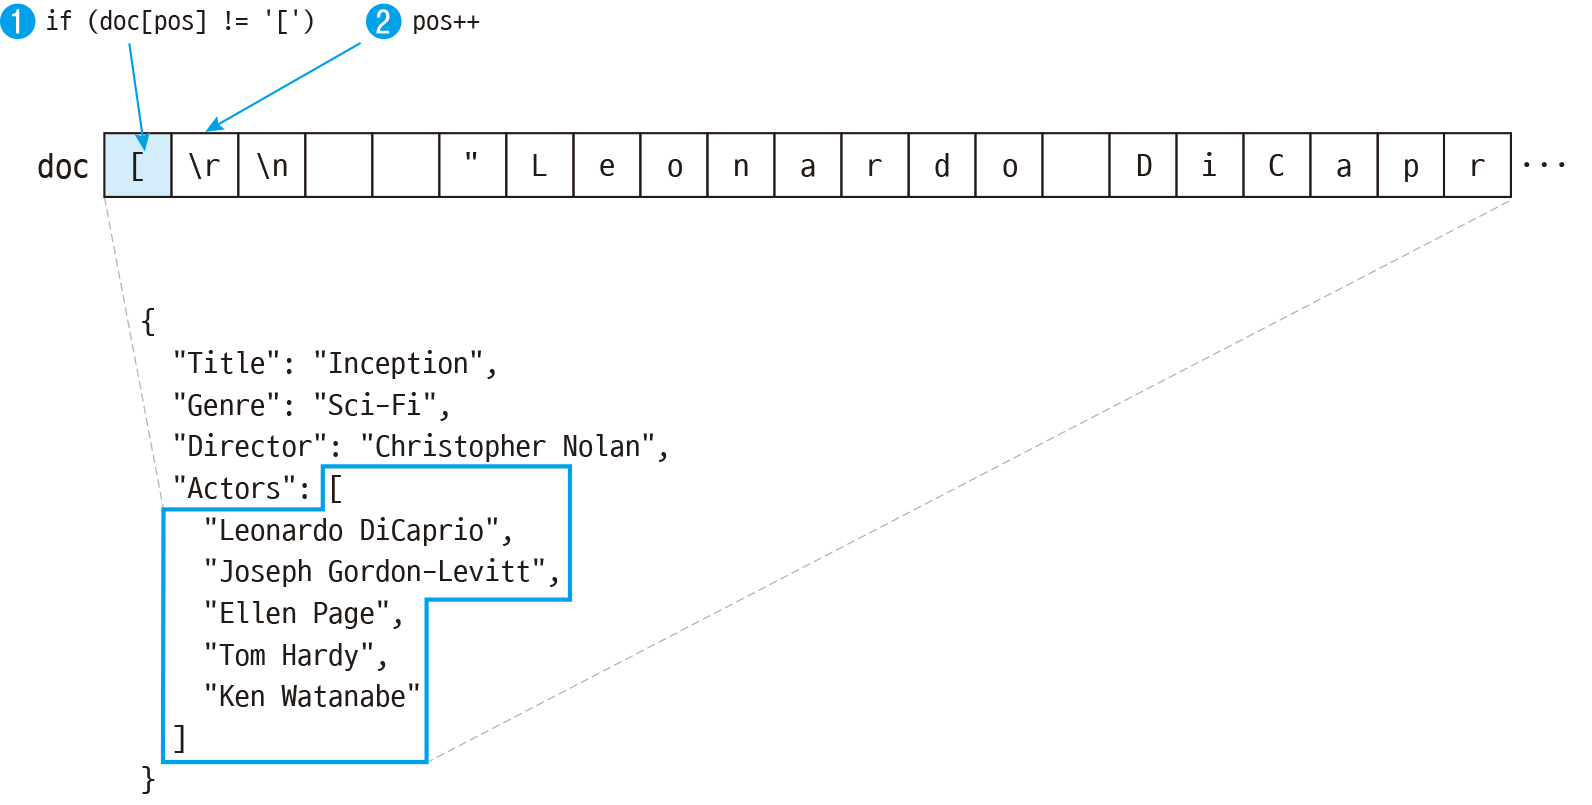 1 if (doc[pos] != '[') 2 pos++
doc [ \r \n " L e o n a r d o D i C a p r ...
{
"Title": "Inception",
"Genre": "Sci-Fi",
"Director": "Christopher Nolan",
"Actors": [
"Leonardo DiCaprio",
"Joseph Gordon-Levitt",
"Ellen Page",
"Tom Hardy",
"Ken Watanabe"
]
}